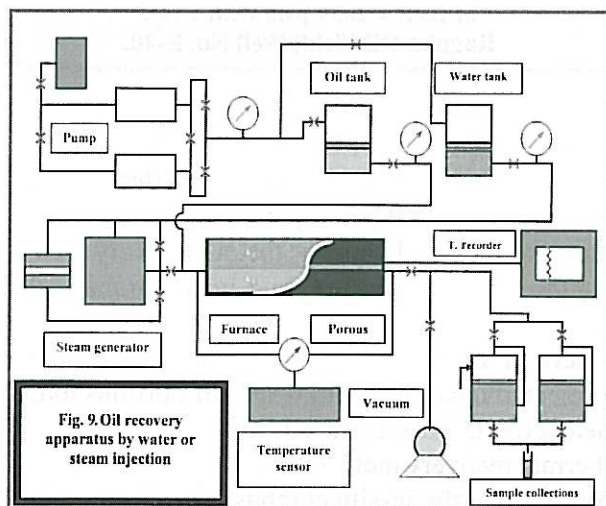 Oil tank
Water tank
Pump
T. recorder
Furnace
Porous
Steam generator
Vacuum
Fig. 9. Oil recovery
apparatus by water or
steam injection
Temperature
sensor
Sample collections